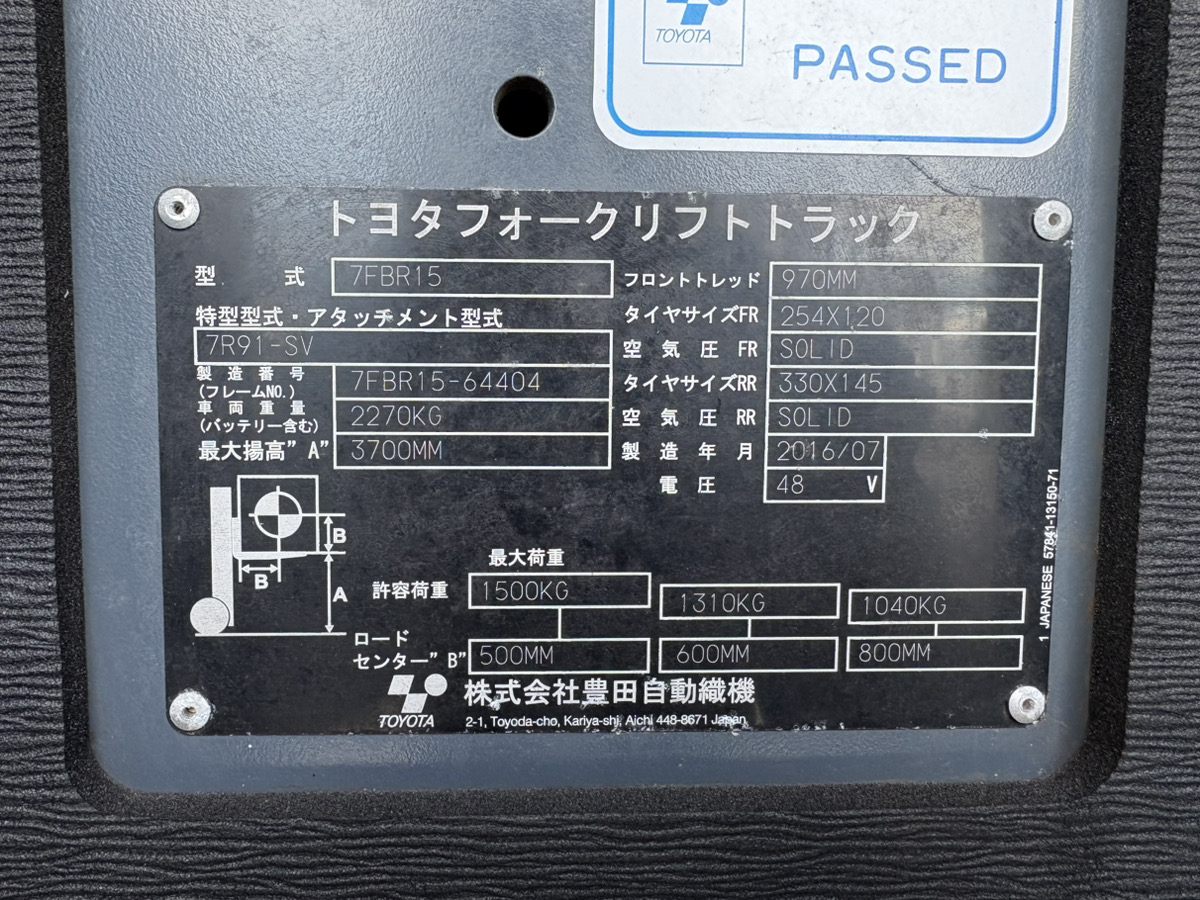 TOYOTA
PASSED
トヨタフォークリフトトラック
型式 7FBR15
特型型式・アタッチメント型式
7R91-SV
製造番号 (フレームNO.) 7FBR15-64404
車両重量 (バッテリー含む) 2270KG
最大揚高"A" 3700MM
フロントトレッド 970MM
タイヤサイズFR 254X120
空気圧 FR SOLID
タイヤサイズRR 330X145
空気圧 RR SOLID
製造年月 2016/07
電圧 48 V
B
B
A
最大荷重
許容荷重 1500KG 1310KG 1040KG
ロードセンター"B" 500MM 600MM 800MM
TOYOTA 株式会社豊田自動織機
2-1, Toyoda-cho, Kariya-shi, Aichi 448-8671 Japan
1 JAPANESE 57841-13150-71